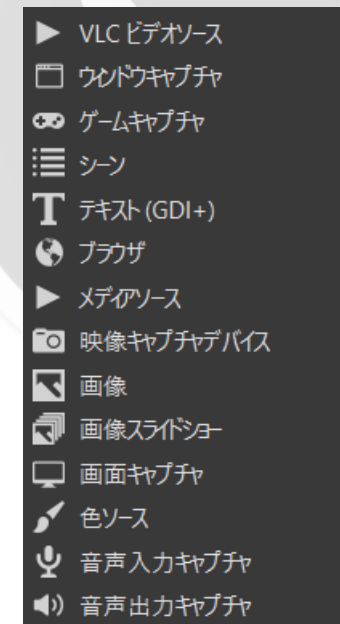 VLC ビデオソース
ウィンドウキャプチャ
ゲームキャプチャ
シーン
テキスト (GDI+)
ブラウザ
メディアソース
映像キャプチャデバイス
画像
画像スライドショー
画面キャプチャ
色ソース
音声入力キャプチャ
音声出力キャプチャ